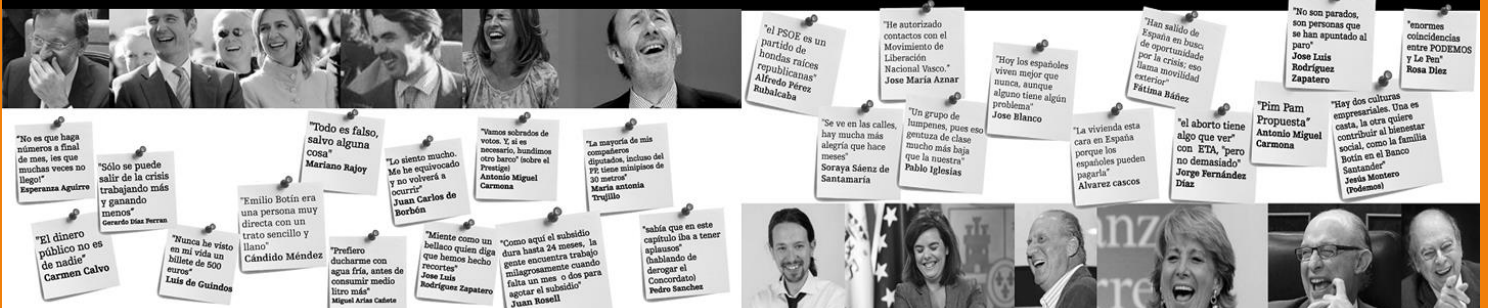 "No es que haga
números a final
de mes, ¡es que
muchas veces no
llego!"
Esperanza Aguirre
"Sólo se puede
salir de la crisis
trabajando más
y ganando
menos"
Gerardo Díaz Ferran
"El dinero
público no es
de nadie"
Carmen Calvo
"Nunca he visto
en mi vida un
billete de 500
euros"
Luis de Guindos
"Emilio Botín era
una persona muy
directa con un
trato sencillo y
llano"
Cándido Méndez
"Todo es falso,
salvo alguna
cosa"
Mariano Rajoy
"Lo siento mucho.
Me he equivocado
y no volverá a
ocurrir"
Juan Carlos de
Borbón
"Prefiero
ducharme con
agua fría, antes de
consumir medio
litro más"
Miguel Arias Cañete
"Vamos sobrados de
votos. Y, si es
necesario, hundimos
otro barco" (sobre el
Prestige)
Antonio Miguel
Carmona
"Miente como un
bellaco quien diga
que hemos hecho
recortes"
Jose Luis
Rodríguez Zapatero
"Como aquí el subsidio
dura hasta 24 meses, la
gente encuentra trabajo
milagrosamente cuando
falta un mes o dos para
agotar el subsidio"
Juan Rosell
"La mayoría de mis
compañeros
diputados, incluso del
PP, tiene minipisos de
30 metros"
Maria antonia
Trujillo
"sabía que en este
capítulo iba a tener
aplausos"
(hablando de
derogar el
Concordato)
Pedro Sanchez
"el PSOE es un
partido de
hondas raíces
republicanas"
Alfredo Pérez
Rubalcaba
"He autorizado
contactos con el
Movimiento de
Liberación
Nacional Vasco."
Jose María Aznar
"Se ve en las calles,
hay mucha más
alegría que hace
meses"
Soraya Sáenz de
Santamaría
"Un grupo de
lumpenes, pues eso
gentuza de clase
mucho más baja
que la nuestra"
Pablo Iglesias
"Hoy los españoles
viven mejor que
nunca, aunque
alguno tiene algún
problema"
Jose Blanco
"Han salido de
España en busca
de oportunidade
por la crisis; eso
llama movilidad
exterior"
Fátima Báñez
"La vivienda esta
cara en España
porque los
españoles pueden
pagarla"
Alvarez cascos
"el aborto tiene
algo que ver"
con ETA, "pero
no demasiado"
Jorge Fernández
Díaz
"No son parados,
son personas que
se han apuntado al
paro"
Jose Luis
Rodríguez
Zapatero
"Pim Pam
Propuesta"
Antonio Miguel
Carmona
"enormes
coincidencias
entre PODEMOS
y Le Pen"
Rosa Diez
"Hay dos culturas
empresariales. Una es
casta, la otra quiere
contribuir al bienestar
social, como la familia
Botín en el Banco
Santander"
Jesús Montero
(Podemos)
anz
re